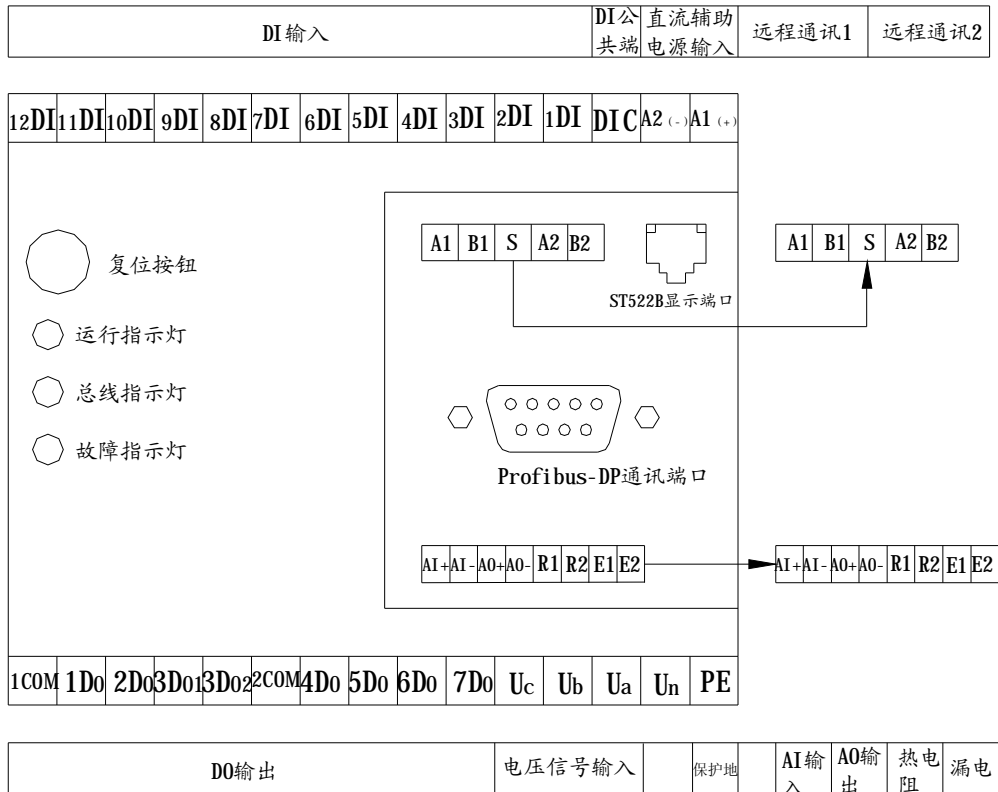 DI输入 DI公共端 直流辅助电源输入 远程通讯1 远程通讯2
12DI 11DI 10DI 9DI 8DI 7DI 6DI 5DI 4DI 3DI 2DI 1DI DIC A2(-) A1(+)
A1 B1 S A2 B2
A1 B1 S A2 B2
复位按钮
ST522B显示端口
运行指示灯
总线指示灯
故障指示灯
Profibus-DP通讯端口
AI+ AI- AO+ AO- R1 R2 E1 E2
AI+ AI- AO+ AO- R1 R2 E1 E2
1COM 1Do 2Do 3Do1 3Do2 2COM 4Do 5Do 6Do 7Do Uc Ub Ua Un PE
DO输出 电压信号输入 保护地 AI输入 AO输出 热电阻 漏电